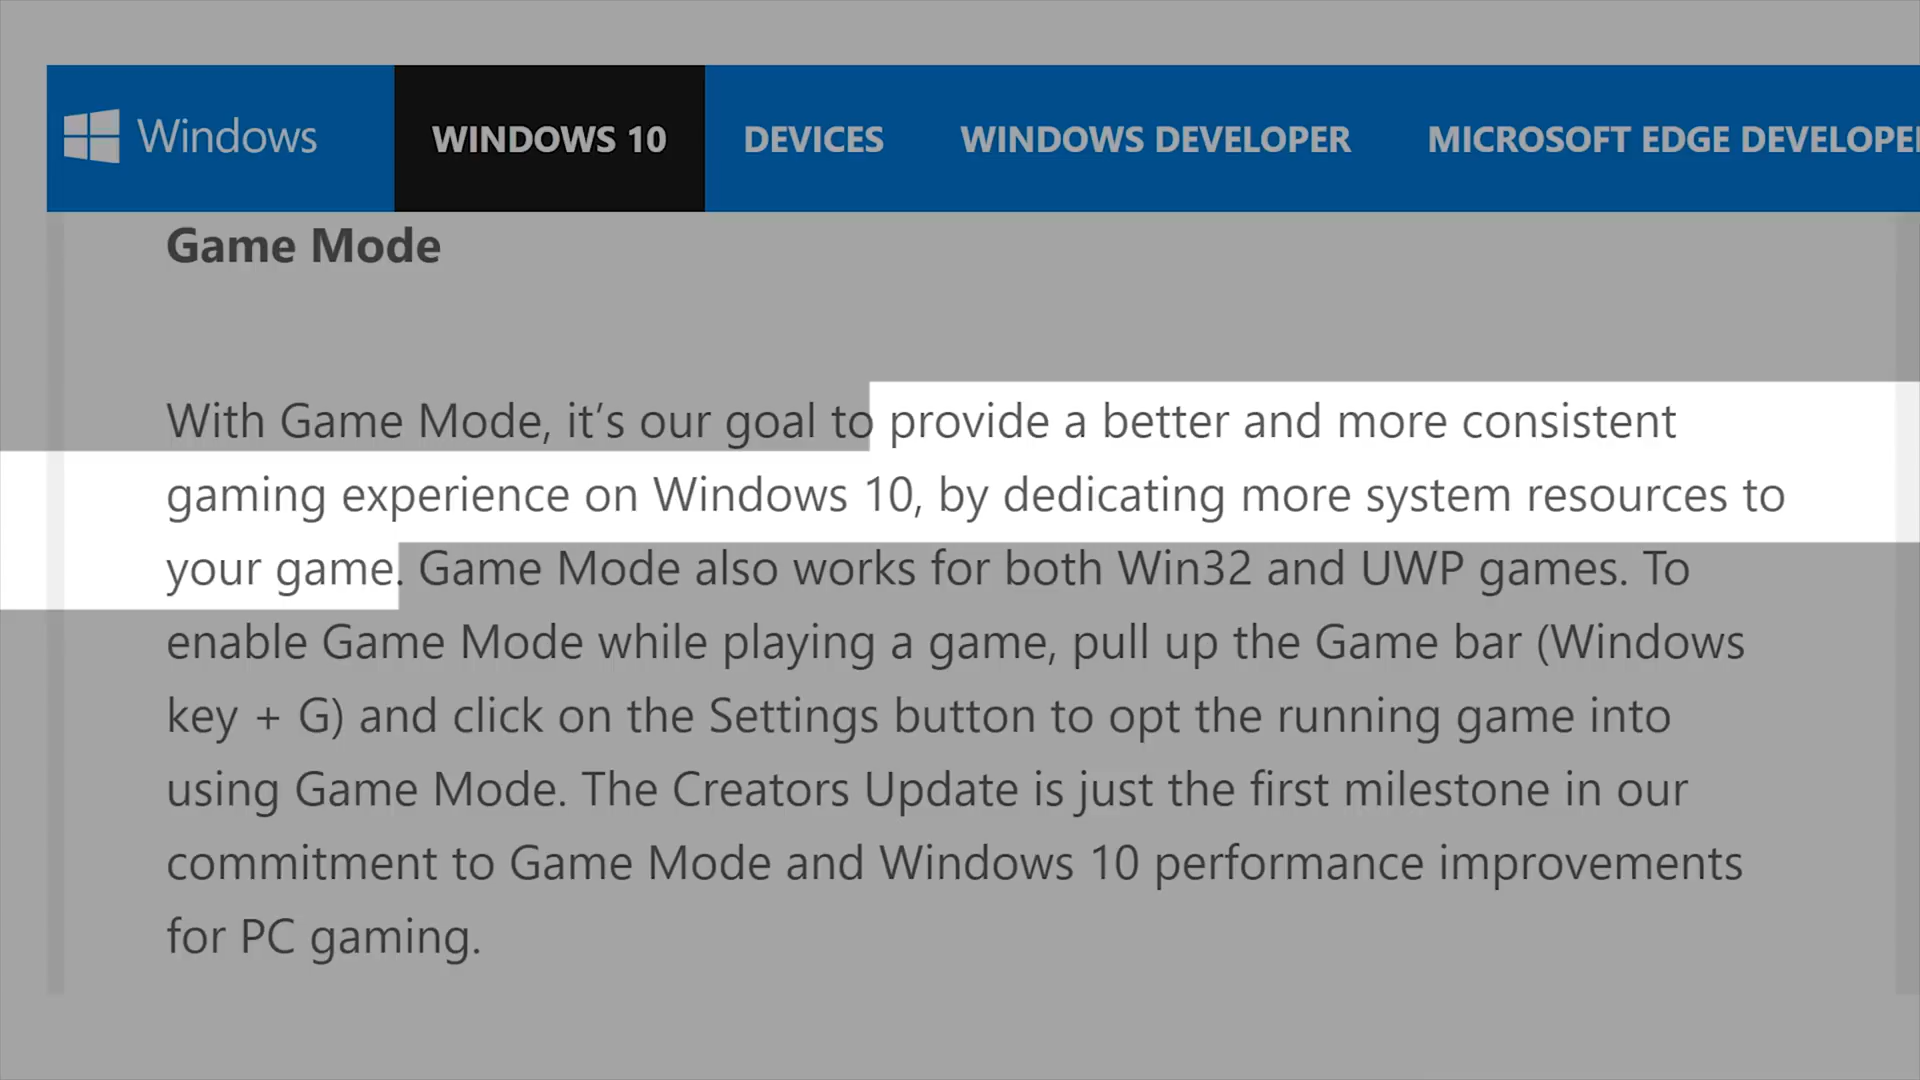 Windows WINDOWS 10 DEVICES WINDOWS DEVELOPER MICROSOFT EDGE DEVELOPE
Game Mode
With Game Mode, it’s our goal to provide a better and more consistent
gaming experience on Windows 10, by dedicating more system resources to
your game. Game Mode also works for both Win32 and UWP games. To
enable Game Mode while playing a game, pull up the Game bar (Windows
key + G) and click on the Settings button to opt the running game into
using Game Mode. The Creators Update is just the first milestone in our
commitment to Game Mode and Windows 10 performance improvements
for PC gaming.